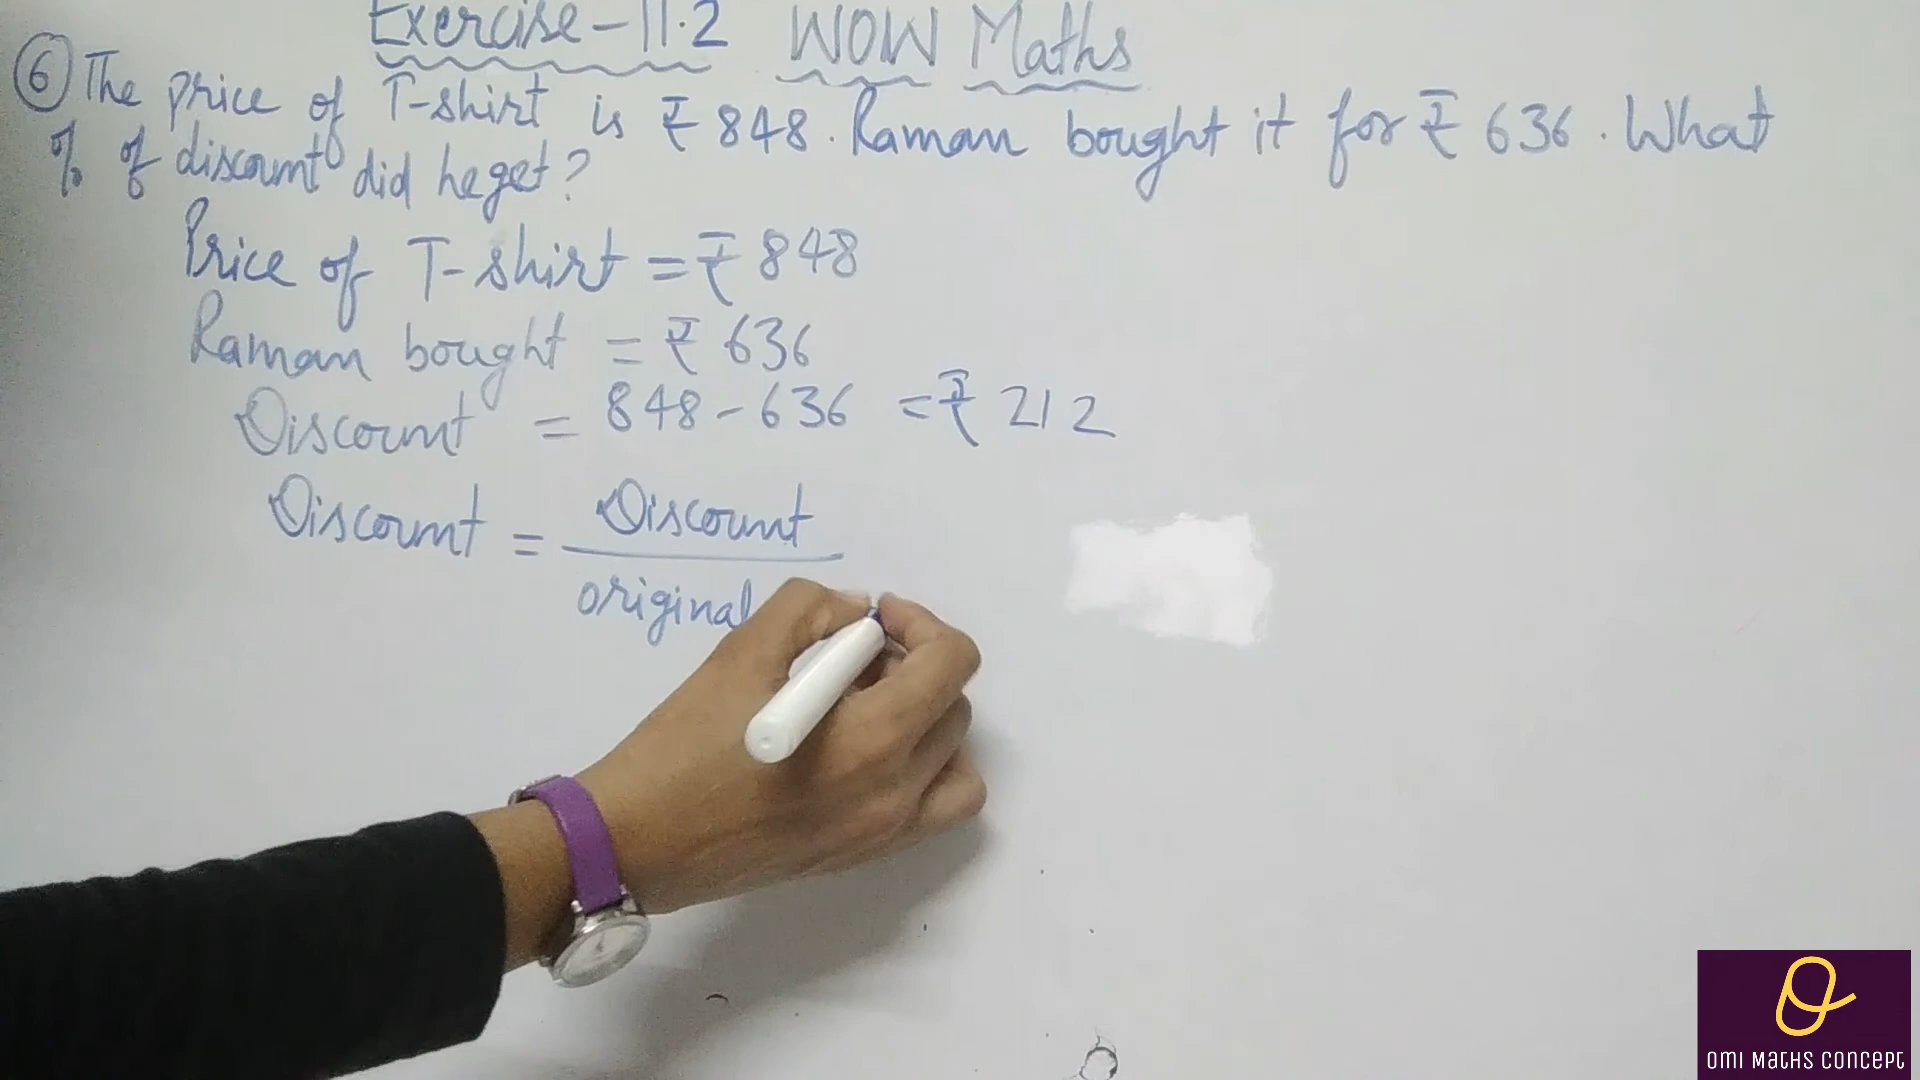 Exercise-11.2 WOW Maths
⑥ The price of T-shirt is ₹ 848. Raman bought it for ₹ 636. What
% of discount did he get?
Price of T-shirt = ₹ 848
Raman bought = ₹ 636
Discount = 848 - 636 = ₹ 212
Discount = Discount
original
OMI MATHS CONCEPT